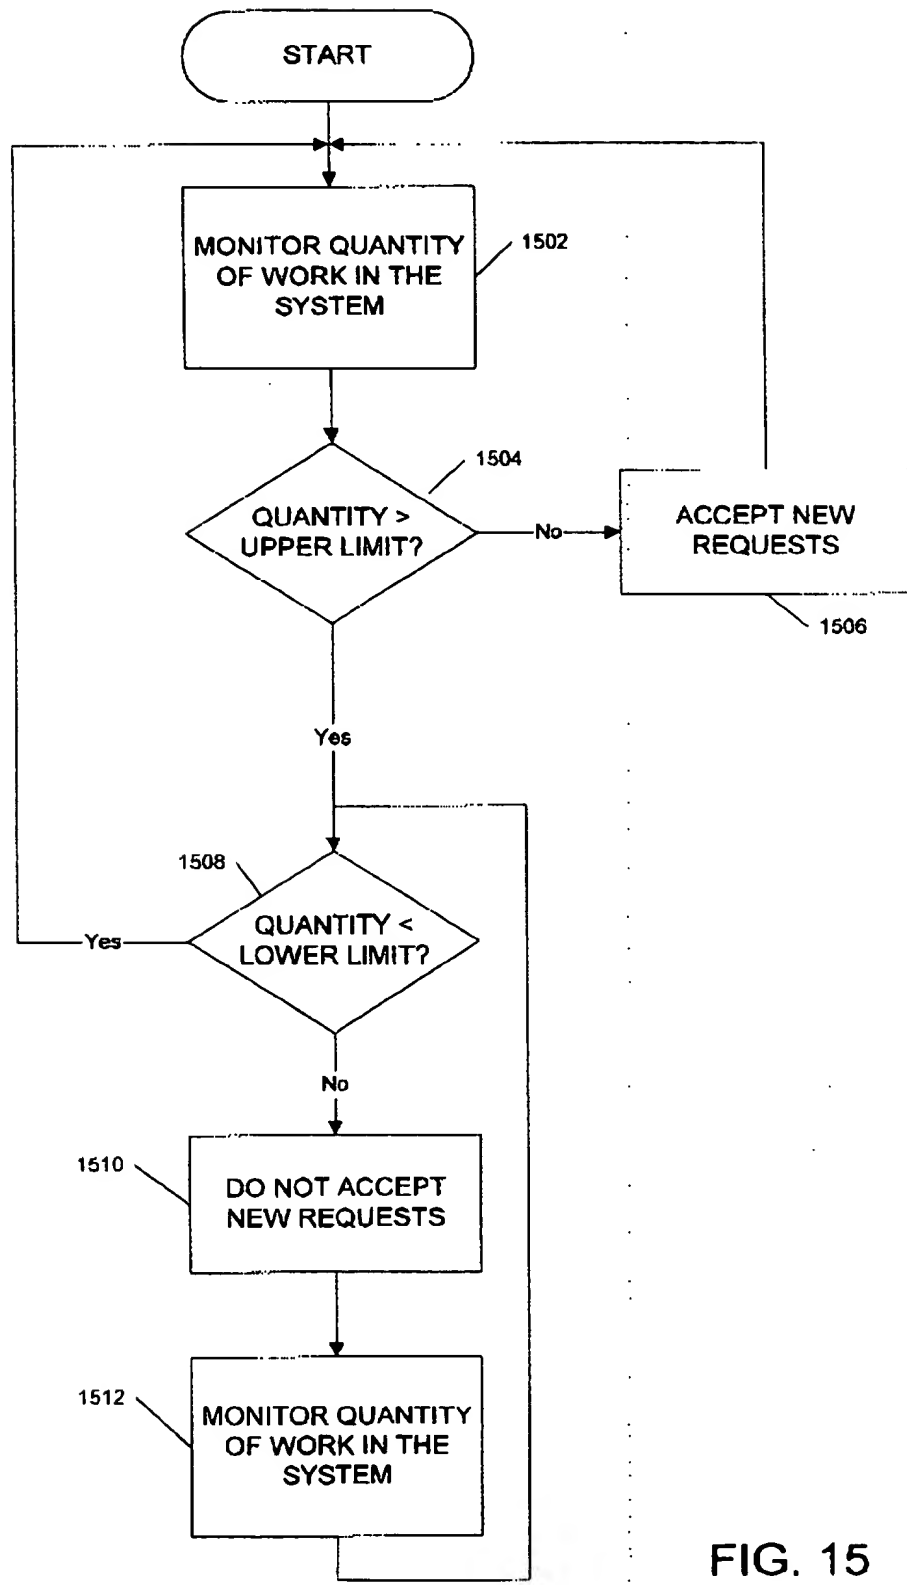 START
MONITOR QUANTITY
OF WORK IN THE
SYSTEM
1502
1504
QUANTITY >
UPPER LIMIT?
No
ACCEPT NEW
REQUESTS
1506
Yes
1508
QUANTITY <
LOWER LIMIT?
Yes
No
1510
DO NOT ACCEPT
NEW REQUESTS
1512
MONITOR QUANTITY
OF WORK IN THE
SYSTEM
FIG. 15